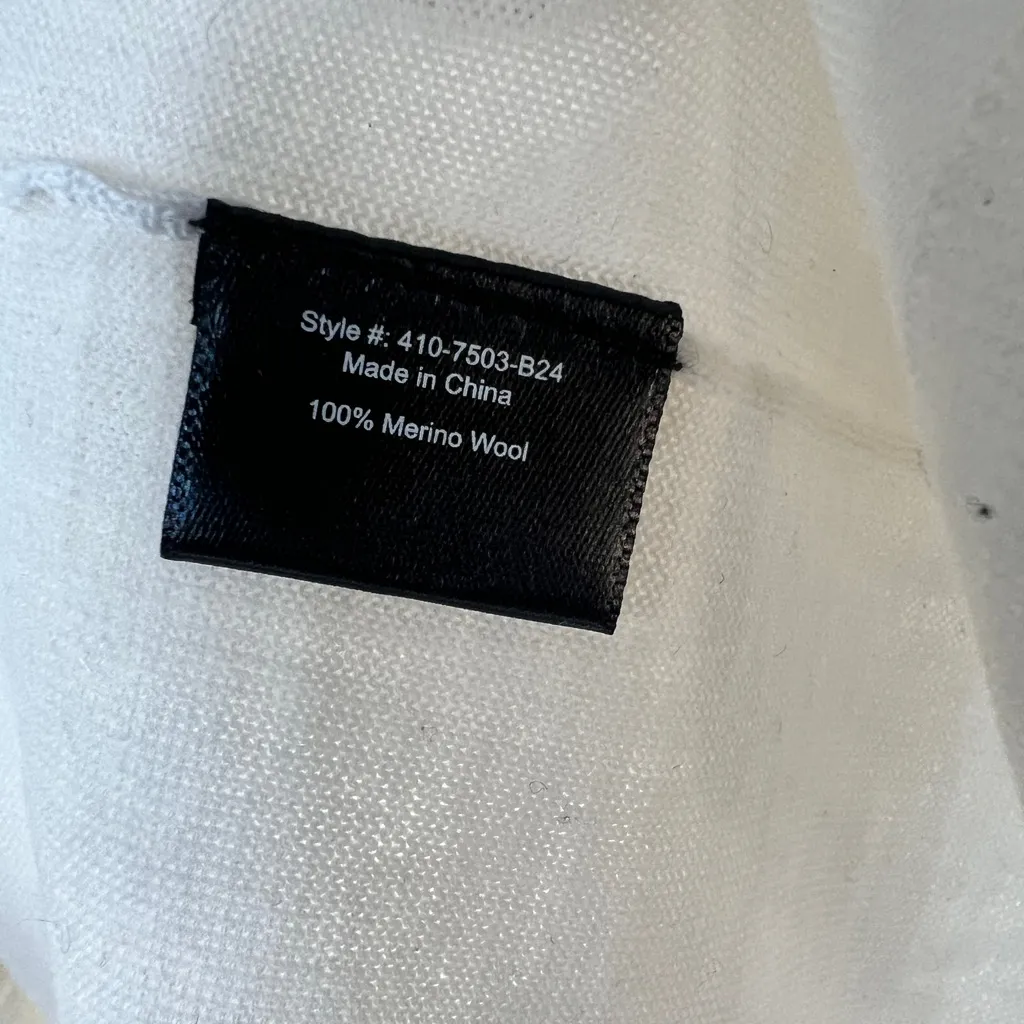 Style #: 410-7503-B24
Made in China
100% Merino Wool